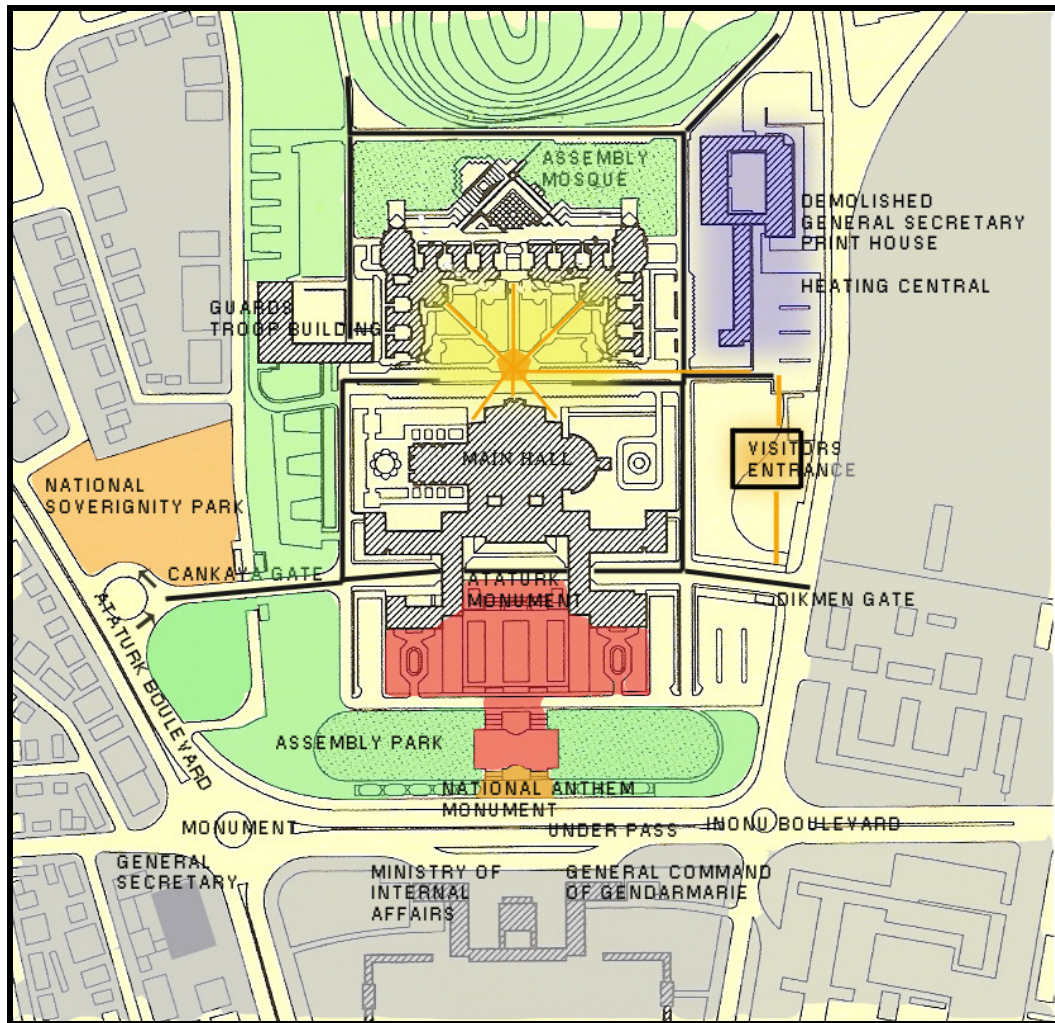 ASSEMBLY
MOSQUE
DEMOLISHED
GENERAL SECRETARY
PRINT HOUSE
HEATING CENTRAL
GUARDS
TROOP BUILDING
MAIN HALL
VISITORS
ENTRANCE
NATIONAL
SOVERIGNITY PARK
CANKAYA GATE
ATATURK
MONUMENT
DIKMEN GATE
ATATURK BOULEVARD
ASSEMBLY PARK
NATIONAL ANTHEM
MONUMENT
MONUMENT
UNDER PASS
INONU BOULEVARD
GENERAL
SECRETARY
MINISTRY OF
INTERNAL
AFFAIRS
GENERAL COMMAND
OF GENDARMARIE